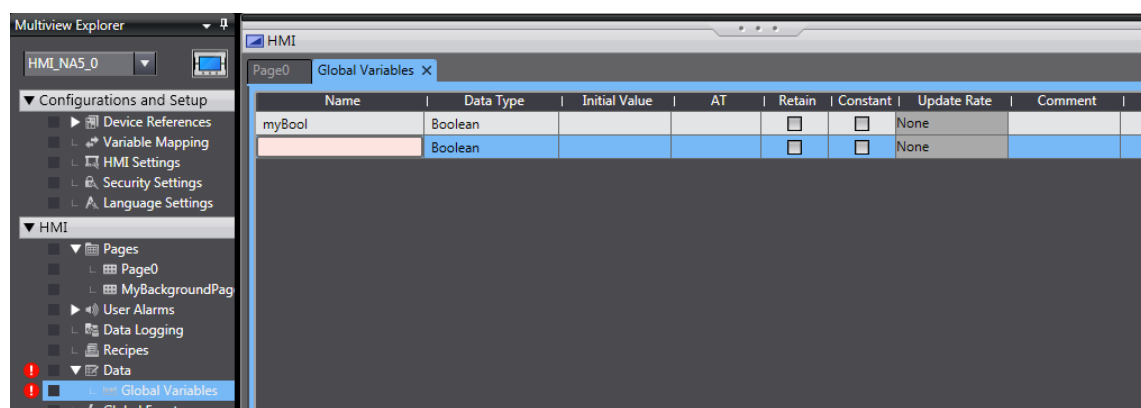 Multiview Explorer
HMI_NA5_0
Configurations and Setup
Device References
Variable Mapping
HMI Settings
Security Settings
Language Settings
HMI
Pages
Page0
MyBackgroundPag
User Alarms
Data Logging
Recipes
Data
Global Variables
HMI
Page0 Global Variables
Name Data Type Initial Value AT Retain Constant Update Rate Comment
myBool Boolean None
Boolean None